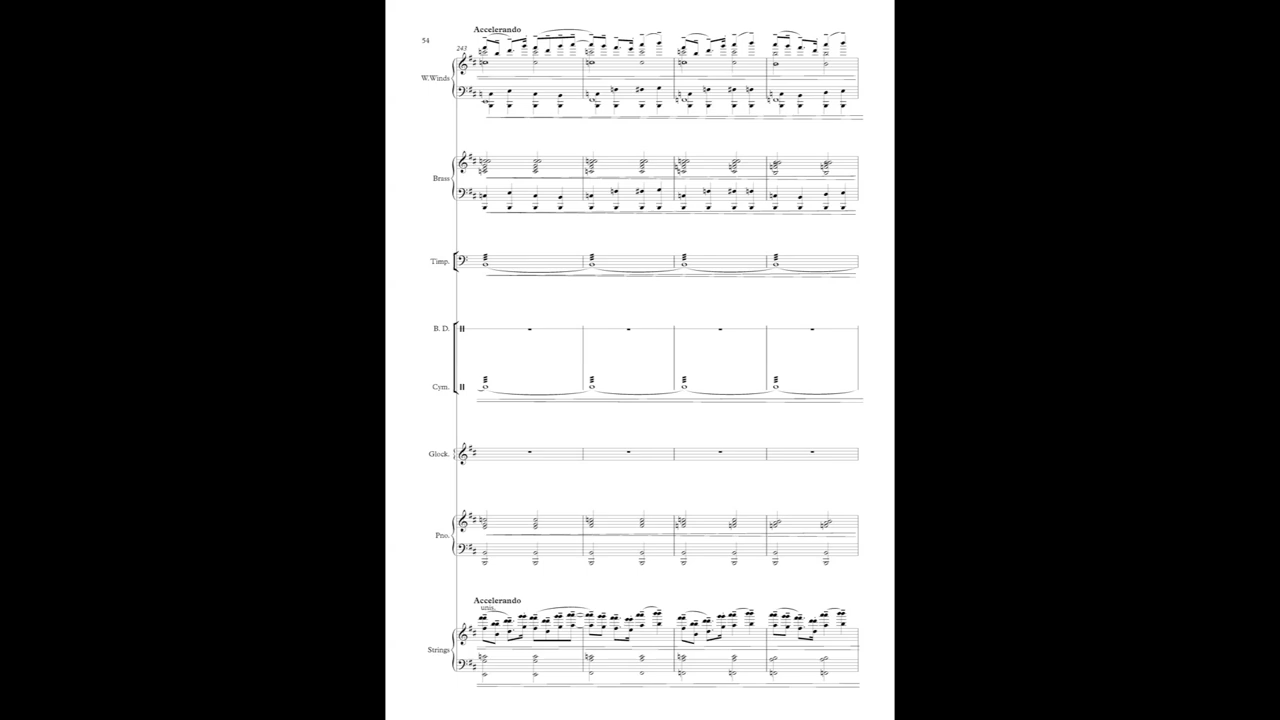 Accelerando
54
243
W.Winds
Brass
Timp.
B. D.
Cym.
Glock.
Pno.
Accelerando
unis.
Strings